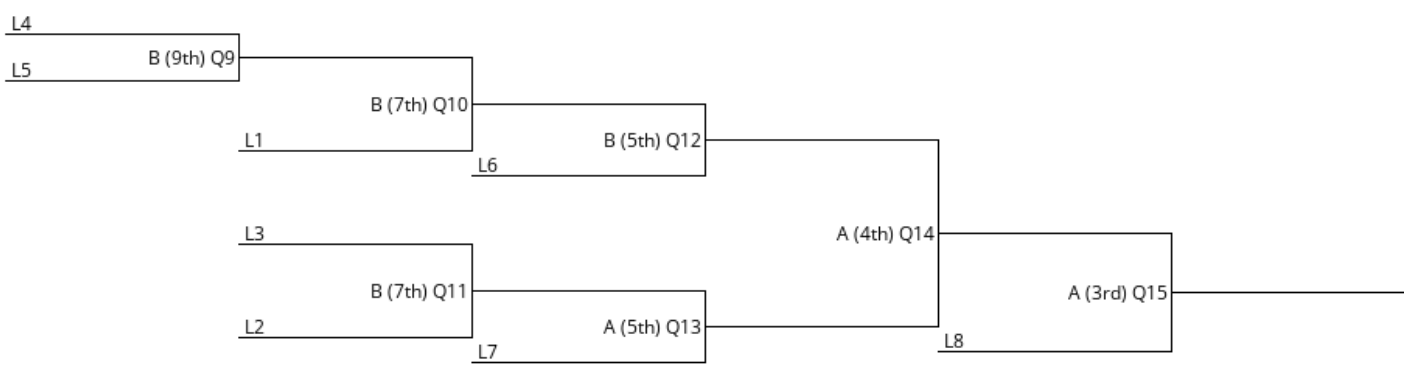 L4
B (9th) Q9
L5
B (7th) Q10
L1
B (5th) Q12
L6
L3
A (4th) Q14
B (7th) Q11
A (3rd) Q15
L2
A (5th) Q13
L8
L7